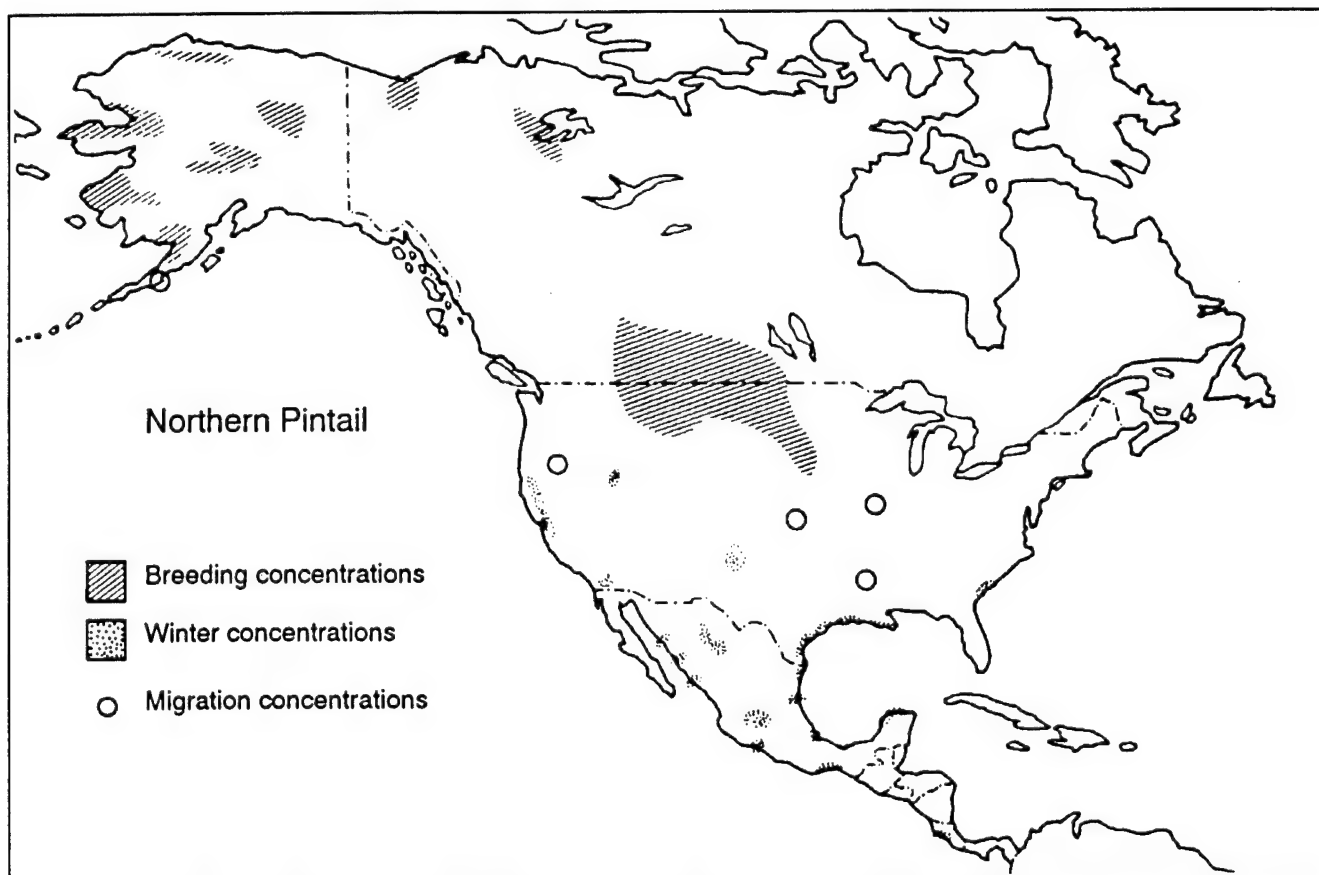 Northern Pintail
Breeding concentrations
Winter concentrations
Migration concentrations